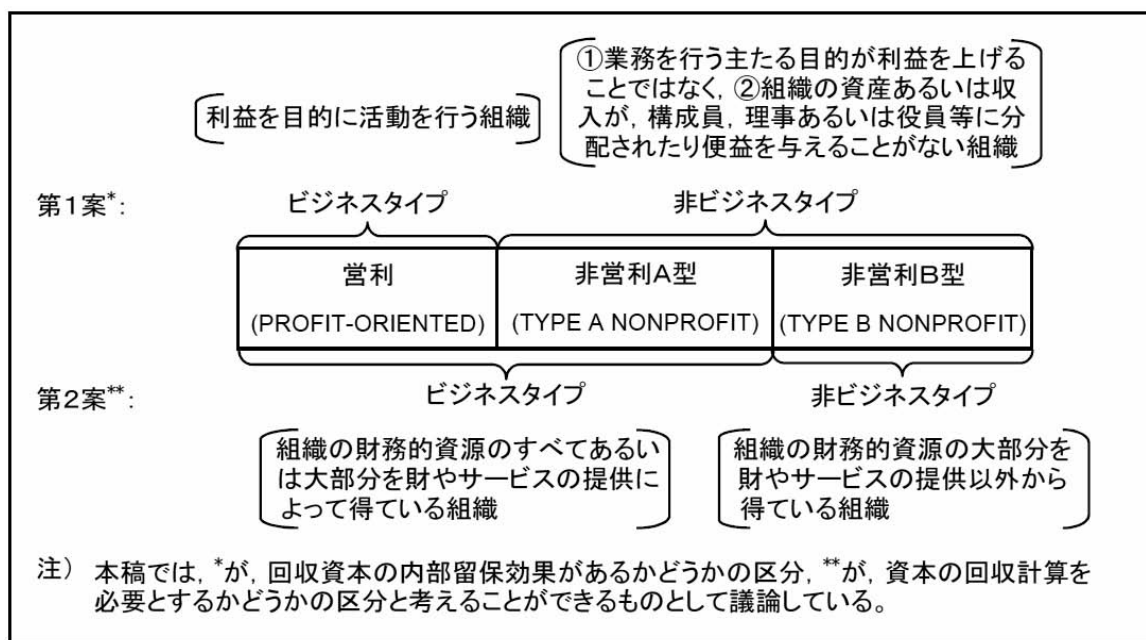 ①業務を行う主たる目的が利益を上げる
ことではなく, ②組織の資産あるいは収
入が, 構成員, 理事あるいは役員等に分
配されたり便益を与えることがない組織
利益を目的に活動を行う組織
第1案*: ビジネスタイプ 非ビジネスタイプ
営利 非営利A型 非営利B型
(PROFIT-ORIENTED) (TYPE A NONPROFIT) (TYPE B NONPROFIT)
第2案**: ビジネスタイプ 非ビジネスタイプ
組織の財務的資源のすべてあるい
は大部分を財やサービスの提供に
よって得ている組織
組織の財務的資源の大部分を
財やサービスの提供以外から
得ている組織
注） 本稿では, *が, 回収資本の内部留保効果があるかどうかの区分, **が, 資本の回収計算を
必要とするかどうかの区分と考えることができるものとして議論している。